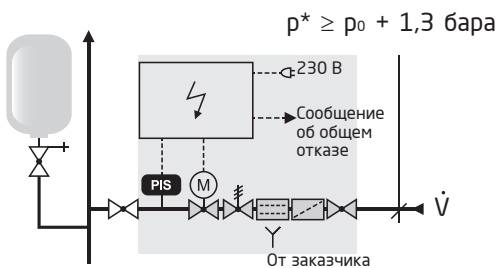 p* ≥ p₀ + 1,3 бара
230 В
Сообщение
об общем
отказе
PIS
M
V̇
От заказчика